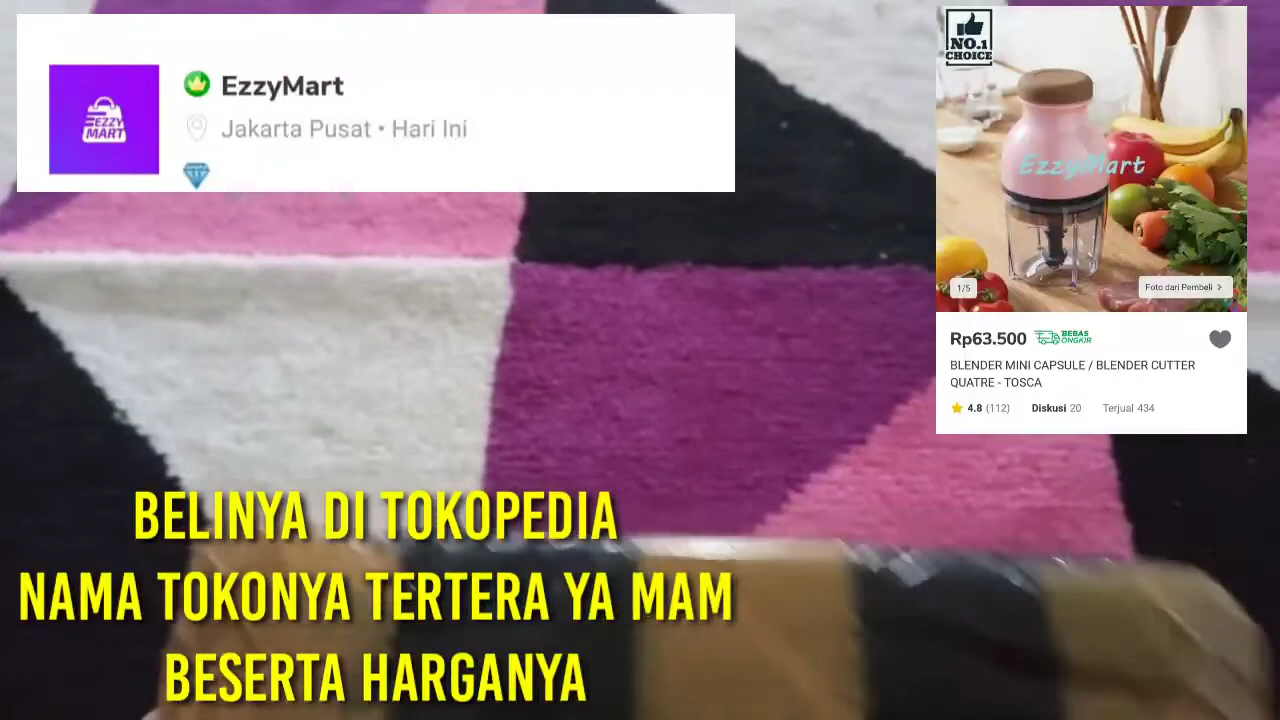 EzzyMart
Jakarta Pusat • Hari Ini
EZZY
MART
NO.1
CHOICE
EzzyMart
1/5
Foto dari Pembeli >
Rp63.500
BEBAS
ONGKIR
BLENDER MINI CAPSULE / BLENDER CUTTER
QUATRE - TOSCA
4.8 (112) Diskusi 20 Terjual 434
BELINYA DI TOKOPEDIA
NAMA TOKONYA TERTERA YA MAM
BESERTA HARGANYA